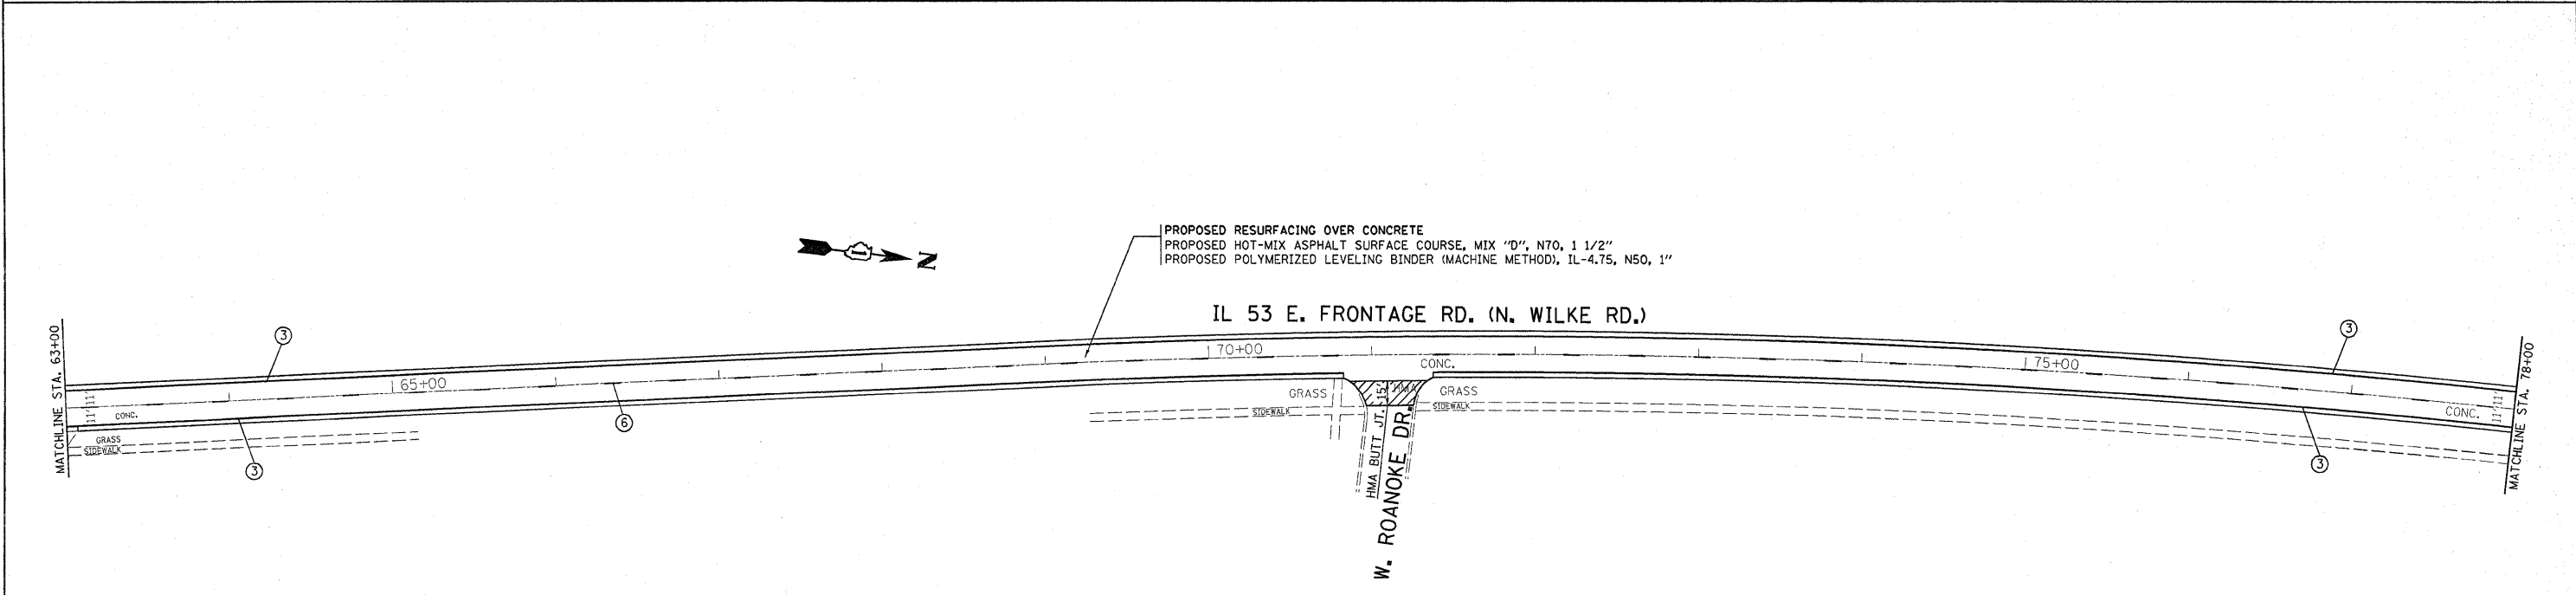 PROPOSED RESURFACING OVER CONCRETE
PROPOSED HOT-MIX ASPHALT SURFACE COURSE, MIX "D", N70, 1 1/2"
PROPOSED POLYMERIZED LEVELING BINDER (MACHINE METHOD), IL-4.75, N50, 1"
N
IL 53 E. FRONTAGE RD. (N. WILKE RD.)
MATCHLINE STA. 63+00
3
65+00
70+00
CONC.
75+00
3
MATCHLINE STA. 78+00
11' 11'
CONC.
GRASS
SIDEWALK
3
6
GRASS
SIDEWALK
15'
HMA
GRASS
SIDEWALK
HMA BUTT JT.
W. ROANOKE DR.
CONC.
11' 11'
3